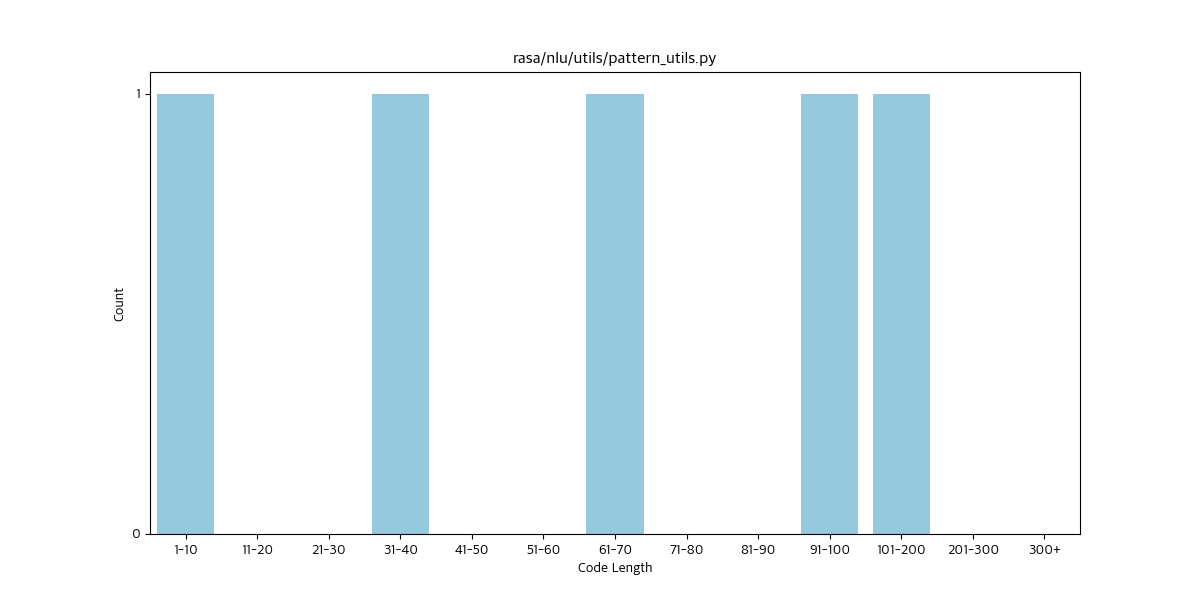 rasa/nlu/utils/pattern_utils.py
1
Count
0
1-10 11-20 21-30 31-40 41-50 51-60 61-70 71-80 81-90 91-100 101-200 201-300 300+
Code Length